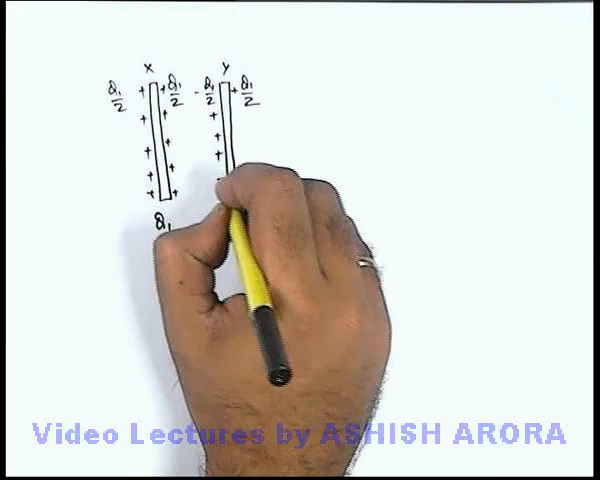 X Y
Q₁/2 + + Q₁/2 - Q₁/2 + Q₁/2
+ + +
+ +
+ + +
+ +
+ +
Q₁
Video Lectures by ASHISH ARORA